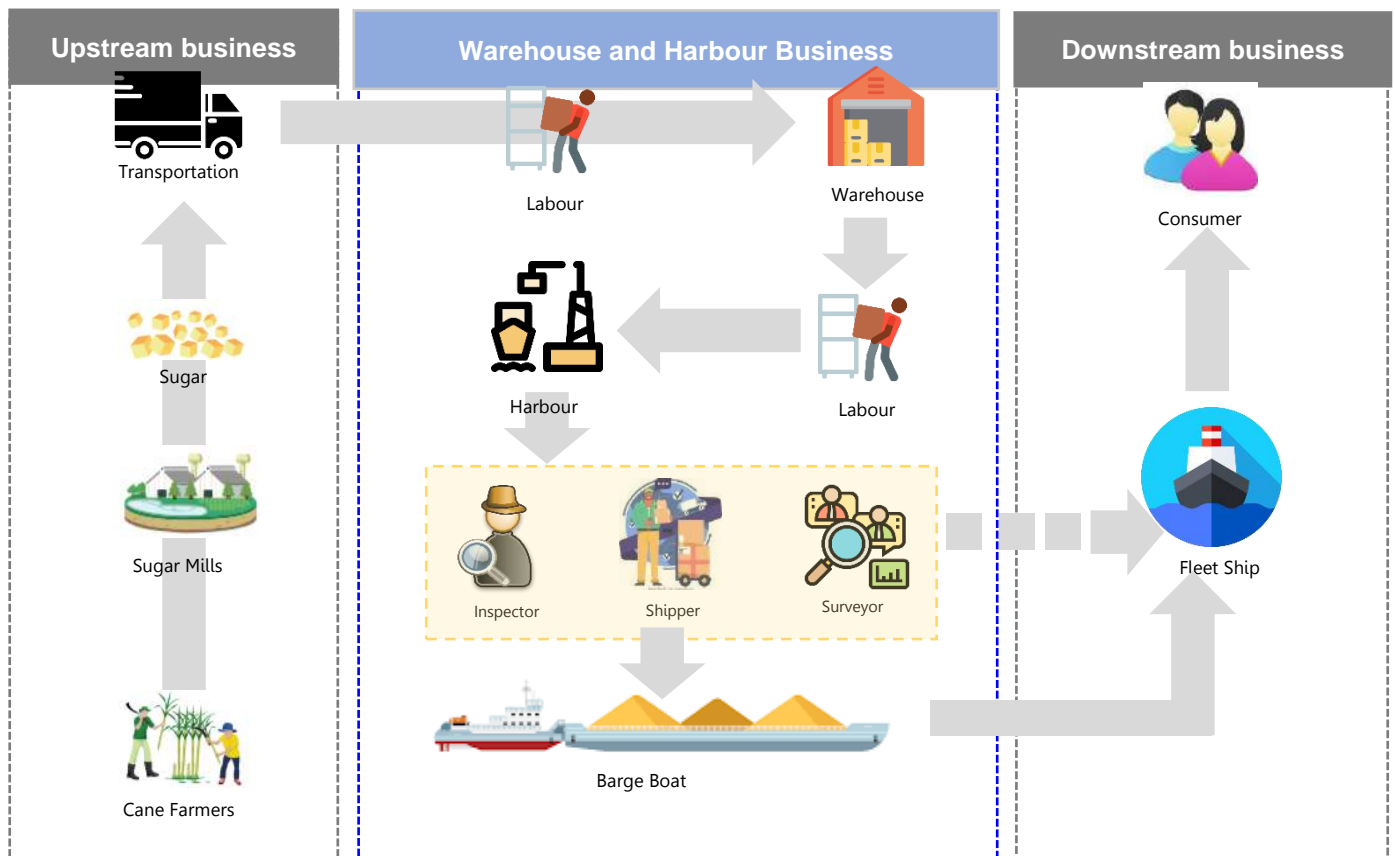 Upstream business
Warehouse and Harbour Business
Downstream business
Transportation
Labour
Warehouse
Consumer
Sugar
Harbour
Labour
Sugar Mills
Inspector
Shipper
Surveyor
Fleet Ship
Barge Boat
Cane Farmers